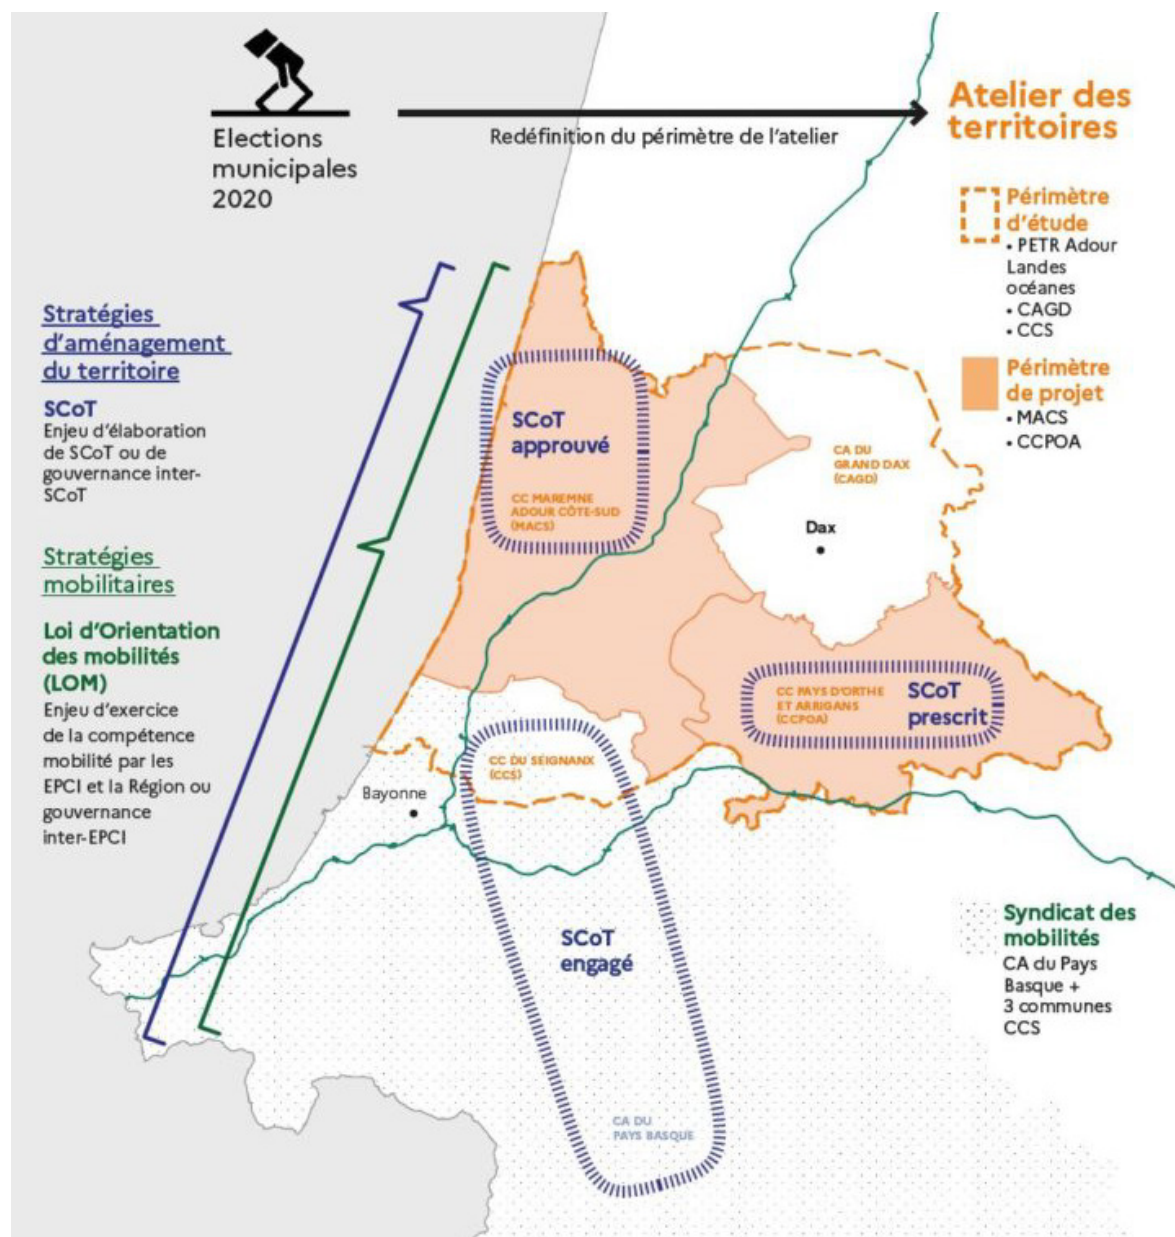 Elections
municipales
2020
Redéfinition du périmètre de l'atelier
Atelier des
territoires
Périmètre
d'étude
• PETR Adour
Landes
océanes
• CAGD
• CCS
Périmètre
de projet
• MACS
• CCPOA
Stratégies
d'aménagement
du territoire
SCoT
Enjeu d'élaboration
de SCoT ou de
gouvernance inter-
SCoT
Stratégies
mobilitaires
Loi d'Orientation
des mobilités
(LOM)
Enjeu d'exercice
de la compétence
mobilité par les
EPCI et la Région ou
gouvernance
inter-EPCI
SCoT
approuvé
CC MAREMNE
ADOUR CÔTE-SUD
(MACS)
CA DU
GRAND DAX
(CAGD)
Dax
CC PAYS D'ORTHE
ET ARRIGANS
(CCPOA)
SCoT
prescrit
CC DU SEIGNANX
(CCS)
Bayonne
SCoT
engagé
CA DU
PAYS BASQUE
Syndicat des
mobilités
CA du Pays
Basque +
3 communes
CCS